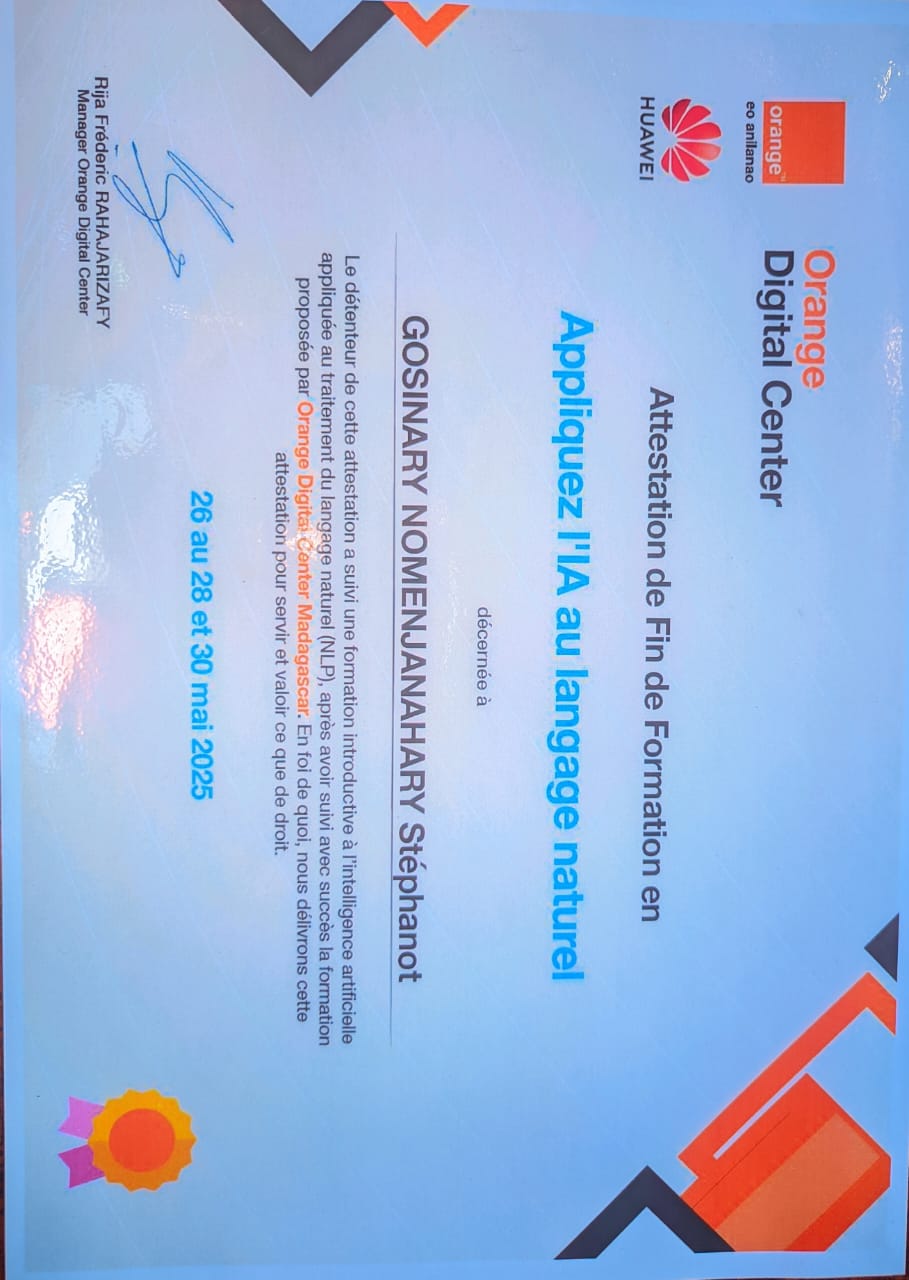 orange™
eo anilanao
Orange
Digital Center
HUAWEI
Attestation de Fin de Formation en
Appliquez l'IA au langage naturel
décernée à
GOSINARY NOMENJANAHARY Stéphanot
Le détenteur de cette attestation a suivi une formation introductive à l'intelligence artificielle
appliquée au traitement du langage naturel (NLP), après avoir suivi avec succès la formation
proposée par Orange Digital Center Madagascar. En foi de quoi, nous délivrons cette
attestation pour servir et valoir ce que de droit.
26 au 28 et 30 mai 2025
Rija Fréderic RAHAJARIZAFY
Manager Orange Digital Center